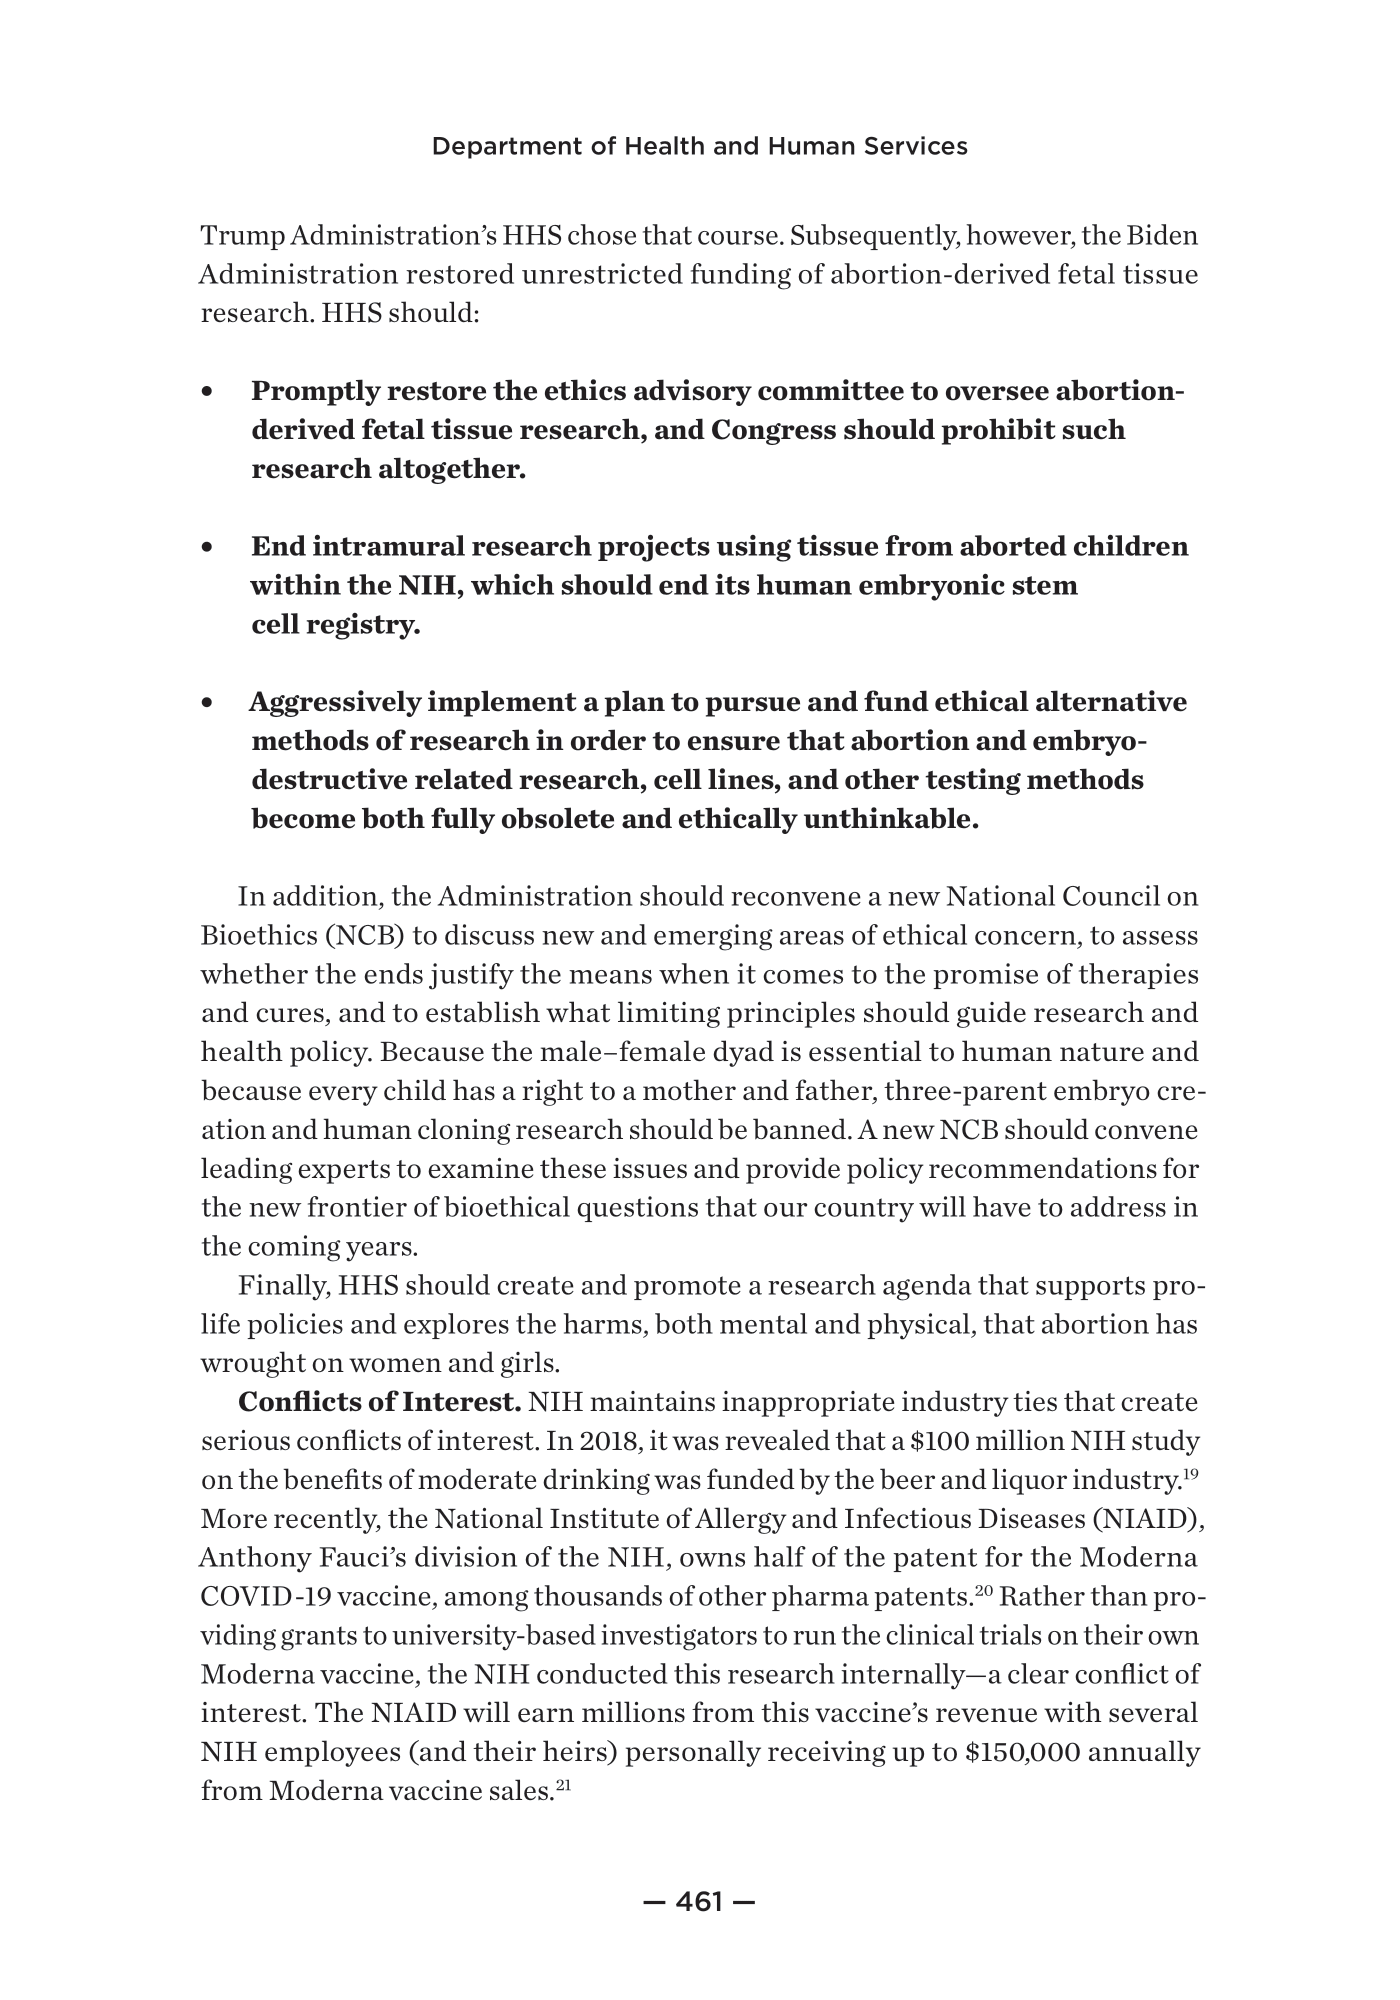 Department of Health and Human Services
Trump Administration’s HHS chose that course. Subsequently, however, the Biden
Administration restored unrestricted funding of abortion-derived fetal tissue
research. HHS should:
• Promptly restore the ethics advisory committee to oversee abortion-
derived fetal tissue research, and Congress should prohibit such
research altogether.
• End intramural research projects using tissue from aborted children
within the NIH, which should end its human embryonic stem
cell registry.
• Aggressively implement a plan to pursue and fund ethical alternative
methods of research in order to ensure that abortion and embryo-
destructive related research, cell lines, and other testing methods
become both fully obsolete and ethically unthinkable.
In addition, the Administration should reconvene a new National Council on
Bioethics (NCB) to discuss new and emerging areas of ethical concern, to assess
whether the ends justify the means when it comes to the promise of therapies
and cures, and to establish what limiting principles should guide research and
health policy. Because the male–female dyad is essential to human nature and
because every child has a right to a mother and father, three-parent embryo cre-
ation and human cloning research should be banned. A new NCB should convene
leading experts to examine these issues and provide policy recommendations for
the new frontier of bioethical questions that our country will have to address in
the coming years.
Finally, HHS should create and promote a research agenda that supports pro-
life policies and explores the harms, both mental and physical, that abortion has
wrought on women and girls.
Conflicts of Interest. NIH maintains inappropriate industry ties that create
serious conflicts of interest. In 2018, it was revealed that a $100 million NIH study
on the benefits of moderate drinking was funded by the beer and liquor industry.¹⁹
More recently, the National Institute of Allergy and Infectious Diseases (NIAID),
Anthony Fauci’s division of the NIH, owns half of the patent for the Moderna
COVID-19 vaccine, among thousands of other pharma patents.²⁰ Rather than pro-
viding grants to university-based investigators to run the clinical trials on their own
Moderna vaccine, the NIH conducted this research internally—a clear conflict of
interest. The NIAID will earn millions from this vaccine’s revenue with several
NIH employees (and their heirs) personally receiving up to $150,000 annually
from Moderna vaccine sales.²¹
— 461 —